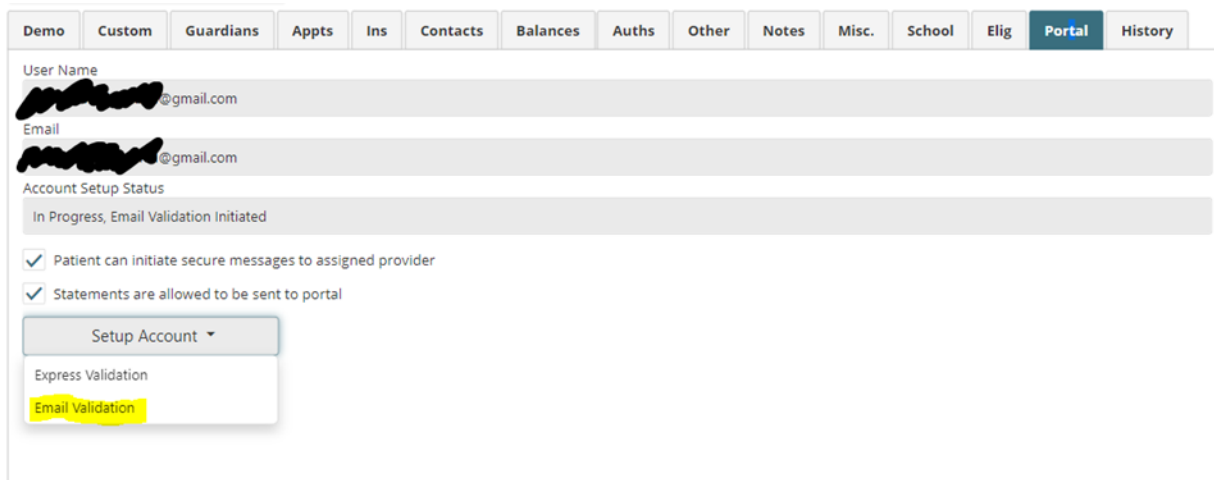 Demo Custom Guardians Appts Ins Contacts Balances Auths Other Notes Misc. School Elig Portal History
User Name
@gmail.com
Email
@gmail.com
Account Setup Status
In Progress, Email Validation Initiated
Patient can initiate secure messages to assigned provider
Statements are allowed to be sent to portal
Setup Account
Express Validation
Email Validation